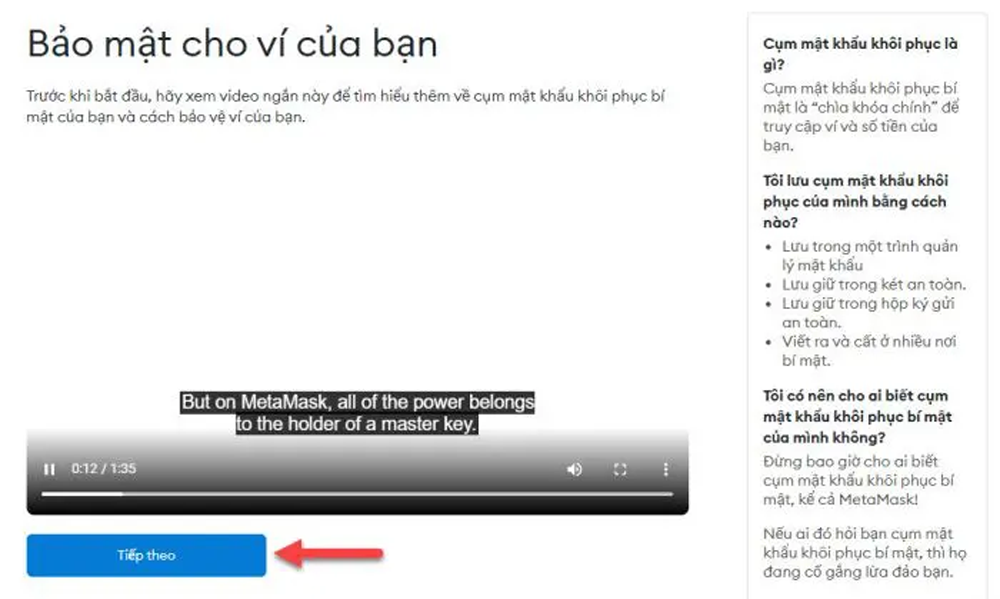 Bảo mật cho ví của bạn
Trước khi bắt đầu, hãy xem video ngắn này để tìm hiểu thêm về cụm mật khẩu khôi phục bí
mật của bạn và cách bảo vệ ví của bạn.
But on MetaMask, all of the power belongs
to the holder of a master key.
0:12 / 1:35
Tiếp theo
Cụm mật khẩu khôi phục là
gì?
Cụm mật khẩu khôi phục bí
mật là “chìa khóa chính” để
truy cập ví và số tiền của
bạn.
Tôi lưu cụm mật khẩu khôi
phục của mình bằng cách
nào?
• Lưu trong một trình quản
lý mật khẩu
• Lưu giữ trong két an toàn.
• Lưu giữ trong hộp ký gửi
an toàn.
• Viết ra và cất ở nhiều nơi
bí mật.
Tôi có nên cho ai biết cụm
mật khẩu khôi phục bí mật
của mình không?
Đừng bao giờ cho ai biết
cụm mật khẩu khôi phục bí
mật, kể cả MetaMask!
Nếu ai đó hỏi bạn cụm mật
khẩu khôi phục bí mật, thì họ
đang cố gắng lừa đảo bạn.